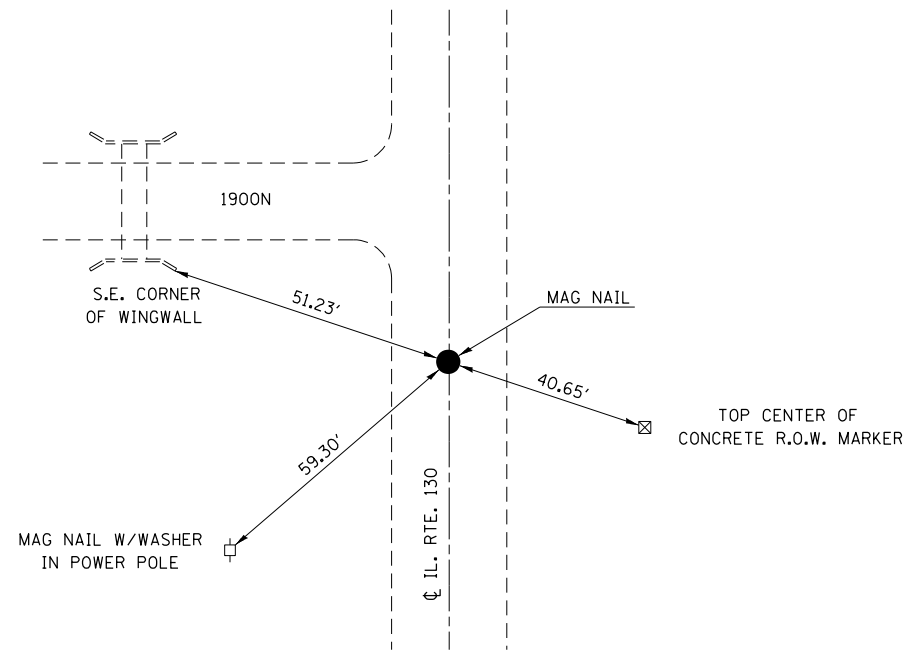 1900N
S.E. CORNER
OF WINGWALL
51.23'
MAG NAIL
40.65'
TOP CENTER OF
CONCRETE R.O.W. MARKER
59.30'
℄ IL. RTE. 130
MAG NAIL W/WASHER
IN POWER POLE